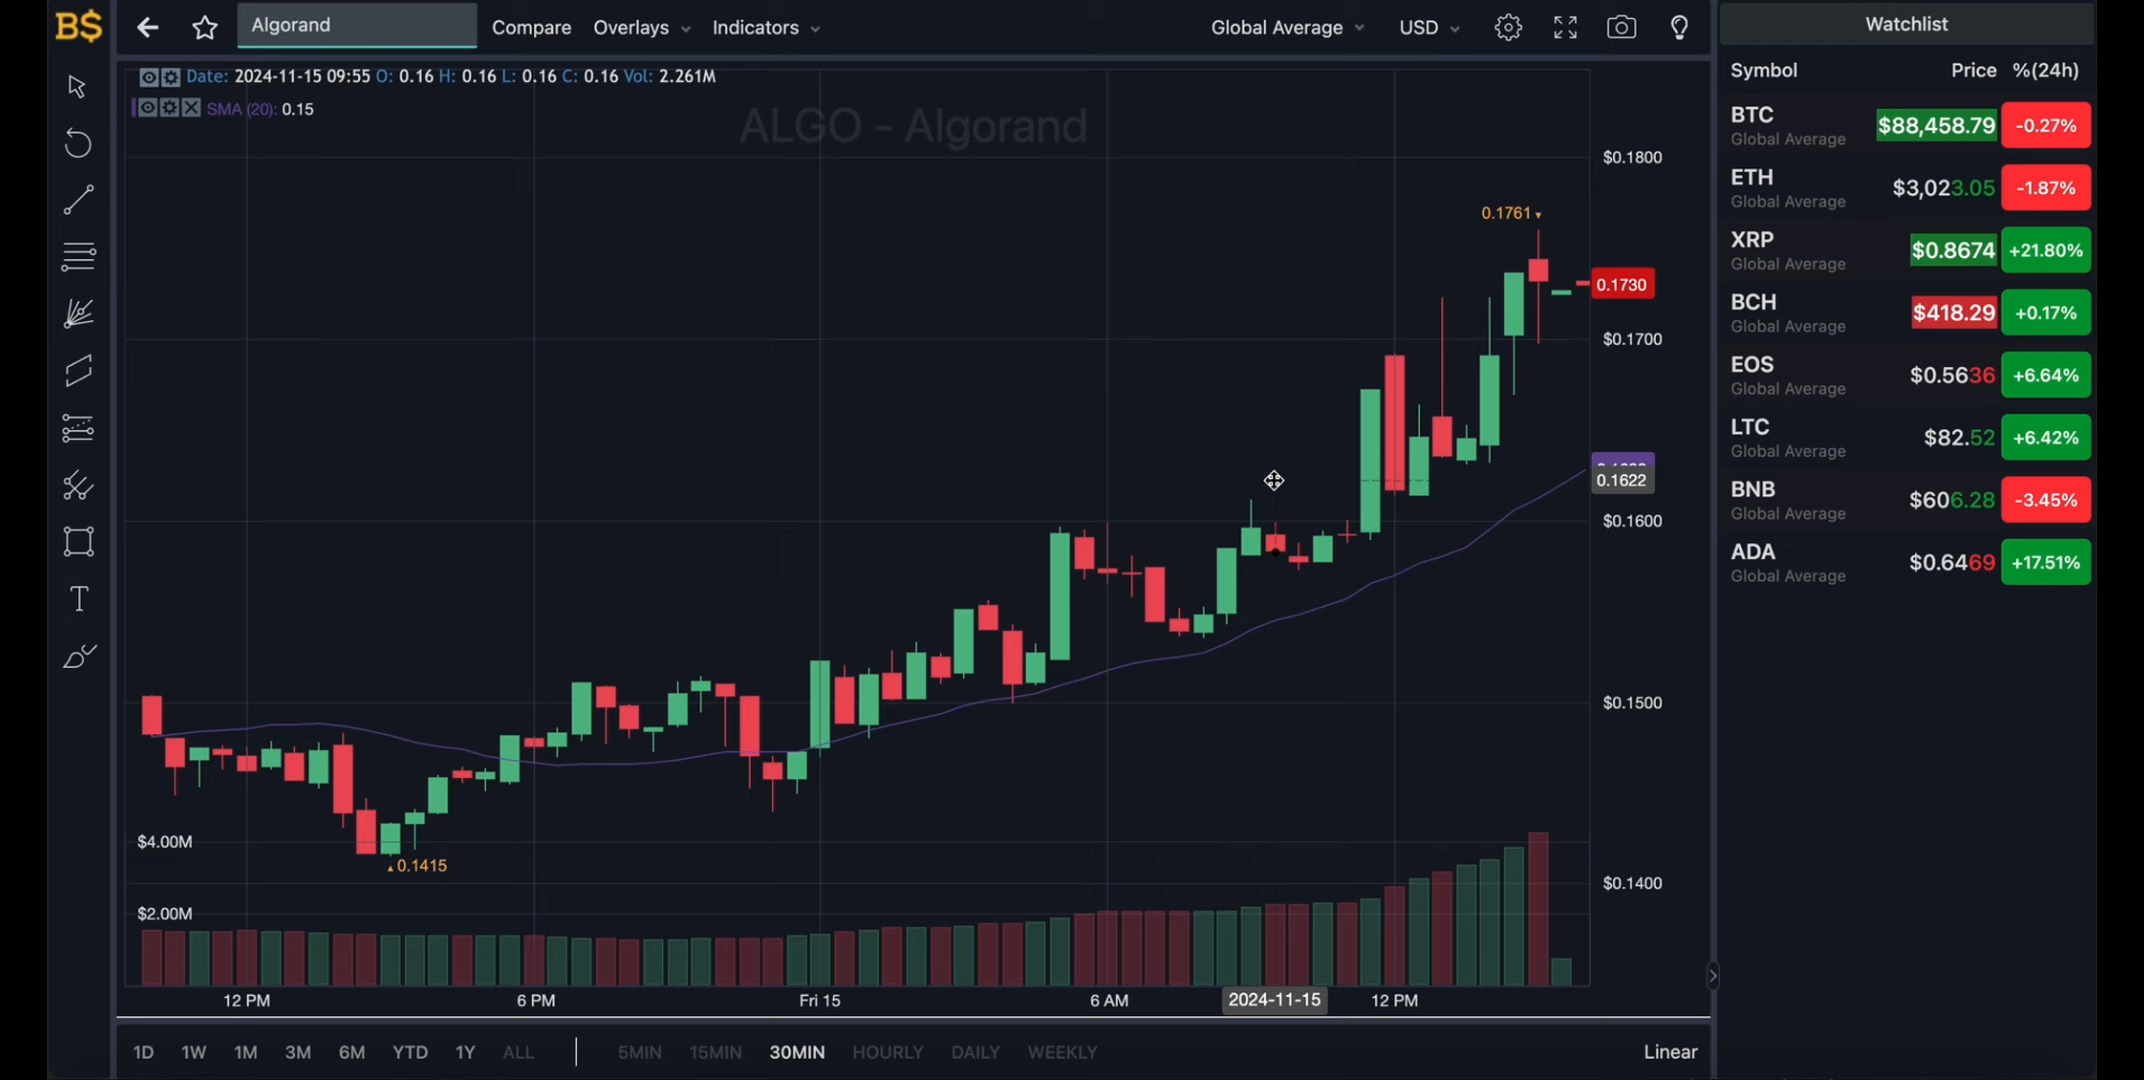 B$
Algorand
Compare
Overlays
Indicators
Global Average
USD
Date: 2024-11-15 09:55 O: 0.16 H: 0.16 L: 0.16 C: 0.16 Vol: 2.261M
SMA (20): 0.15
ALGO - Algorand
$0.1800
0.1761
0.1730
$0.1700
0.1622
$0.1600
$0.1500
$4.00M
0.1415
$0.1400
$2.00M
12 PM
6 PM
Fri 15
6 AM
2024-11-15
12 PM
1D 1W 1M 3M 6M YTD 1Y ALL
5MIN 15MIN 30MIN HOURLY DAILY WEEKLY
Linear
T
Watchlist
Symbol Price %(24h)
BTC $88,458.79 -0.27%
Global Average
ETH $3,023.05 -1.87%
Global Average
XRP $0.8674 +21.80%
Global Average
BCH $418.29 +0.17%
Global Average
EOS $0.5636 +6.64%
Global Average
LTC $82.52 +6.42%
Global Average
BNB $606.28 -3.45%
Global Average
ADA $0.6469 +17.51%
Global Average